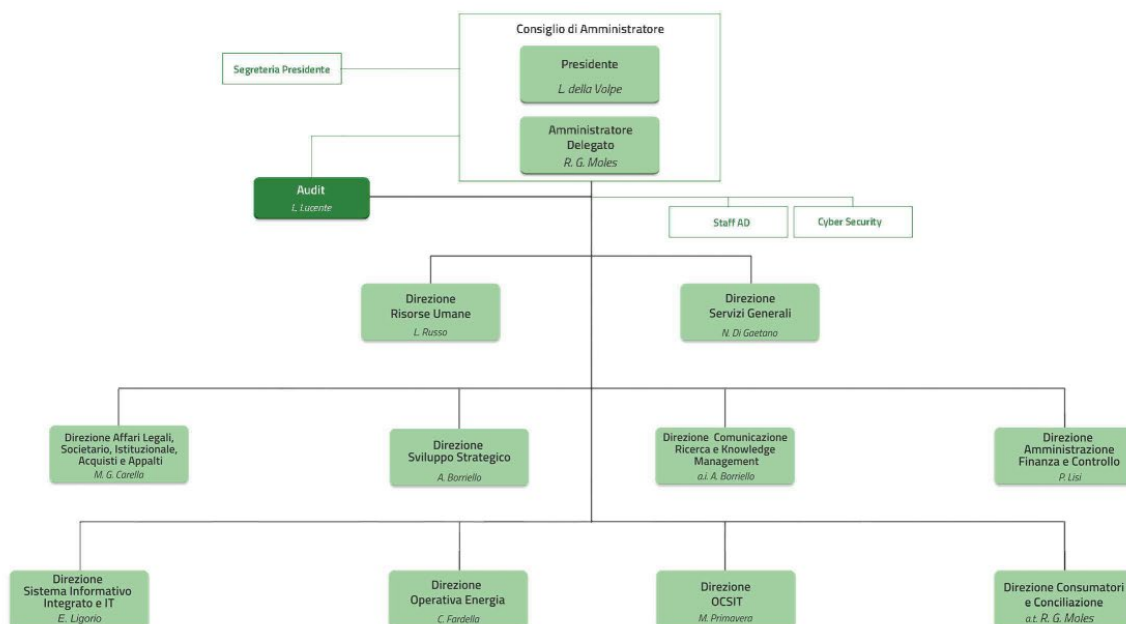 Consiglio di Amministratore
Presidente
L. della Volpe
Segreteria Presidente
Amministratore
Delegato
R. G. Moles
Audit
L. Lucente
Staff AD
Cyber Security
Direzione
Risorse Umane
L. Russo
Direzione
Servizi Generali
N. Di Gaetano
Direzione Affari Legali,
Societario, Istituzionale,
Acquisti e Appalti
M. G. Carella
Direzione
Sviluppo Strategico
A. Borriello
Direzione Comunicazione
Ricerca e Knowledge
Management
a.i. A. Borriello
Direzione
Amministrazione
Finanza e Controllo
P. Lisi
Direzione
Sistema Informativo
Integrato e IT
E. Ligorio
Direzione
Operativa Energia
C. Fardella
Direzione
OCSIT
M. Primavera
Direzione Consumatori
e Conciliazione
a.t. R. G. Moles